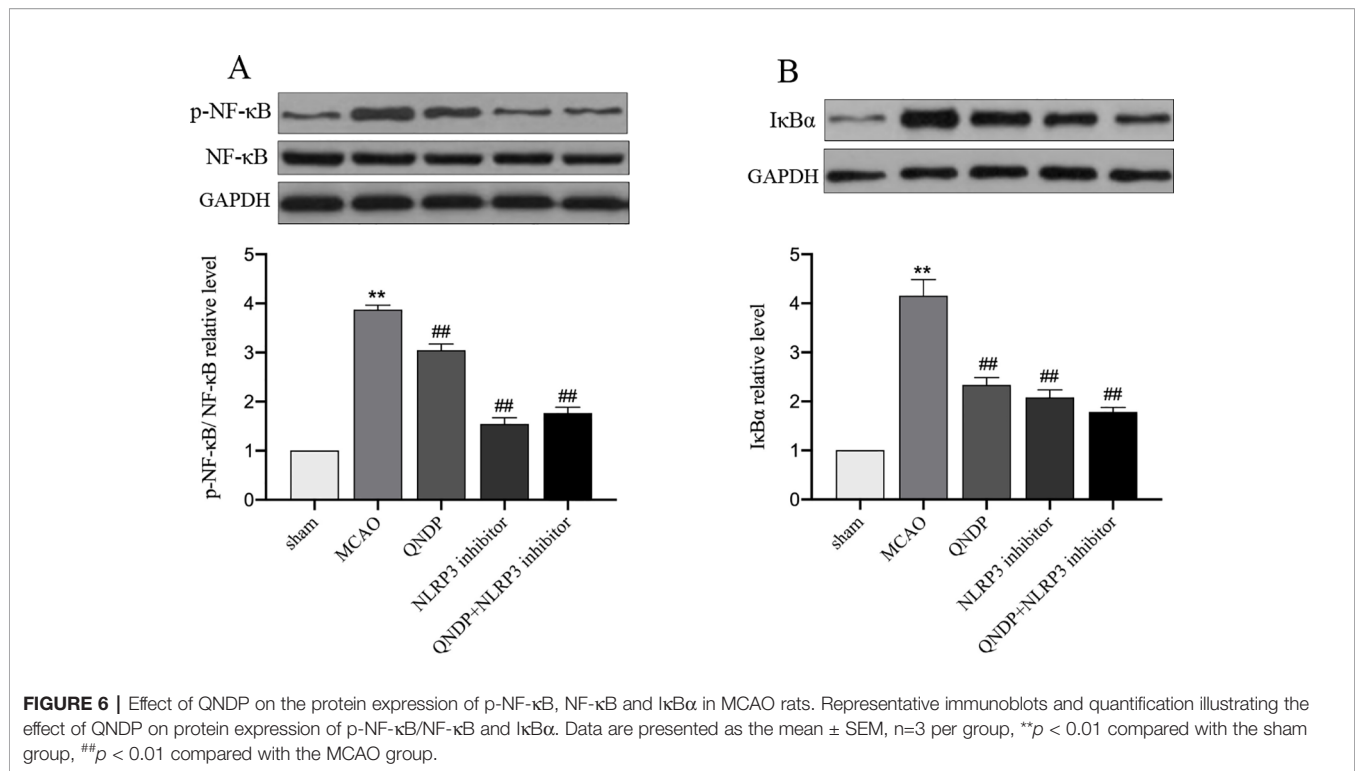 A
p-NF-κB
NF-κB
GAPDH
p-NF-κB/ NF-κB relative level
5
4
3
2
1
0
**
##
##
##
sham
MCAO
QNDP
NLRP3 inhibitor
QNDP+NLRP3 inhibitor
B
IκBα
GAPDH
IκBα relative level
5
4
3
2
1
0
**
##
##
##
sham
MCAO
QNDP
NLRP3 inhibitor
QNDP+NLRP3 inhibitor
FIGURE 6 | Effect of QNDP on the protein expression of p-NF-κB, NF-κB and IκBα in MCAO rats. Representative immunoblots and quantification illustrating the
effect of QNDP on protein expression of p-NF-κB/NF-κB and IκBα. Data are presented as the mean ± SEM, n=3 per group, **p < 0.01 compared with the sham
group, ##p < 0.01 compared with the MCAO group.